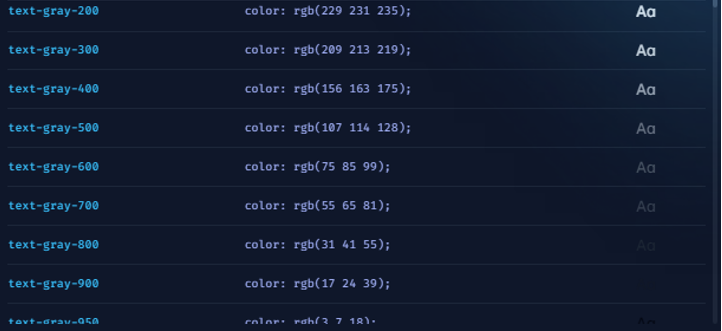 text-gray-200 color: rgb(229 231 235); Aa
text-gray-300 color: rgb(209 213 219); Aa
text-gray-400 color: rgb(156 163 175); Aa
text-gray-500 color: rgb(107 114 128); Aa
text-gray-600 color: rgb(75 85 99); Aa
text-gray-700 color: rgb(55 65 81); Aa
text-gray-800 color: rgb(31 41 55); Aa
text-gray-900 color: rgb(17 24 39);
text-gray-950 color: rgb(3 7 18); Aa